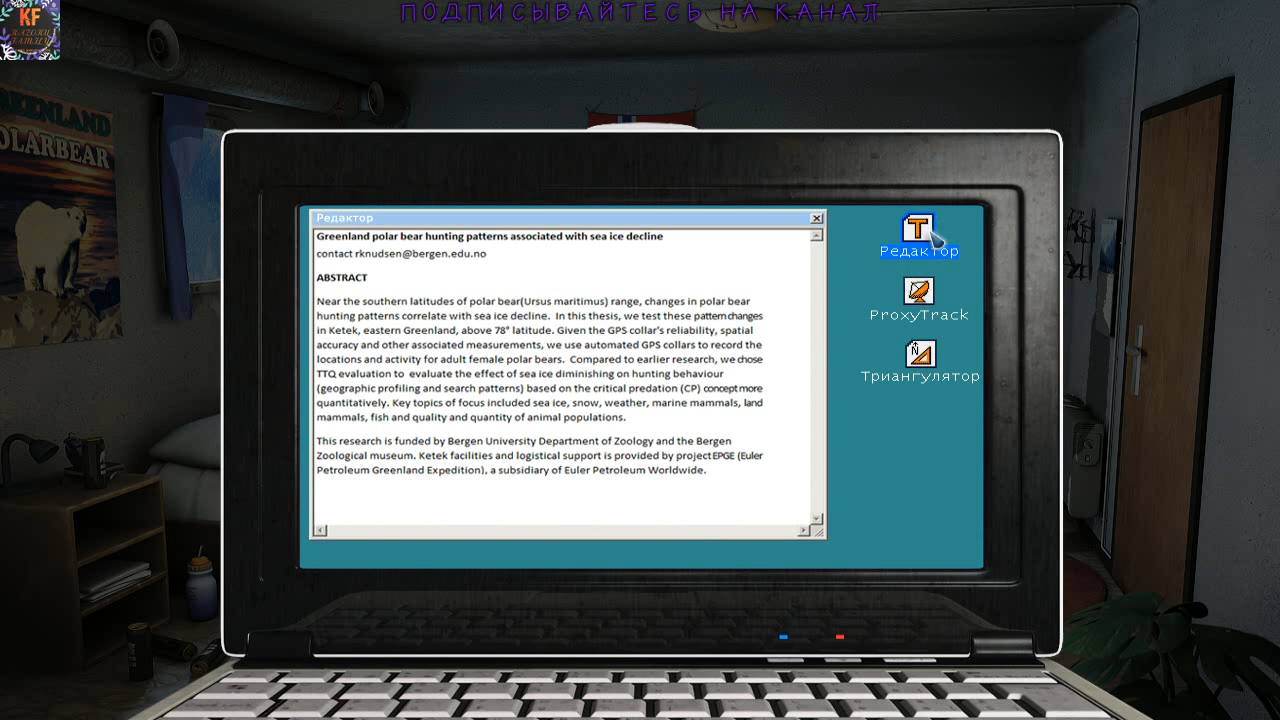 ПОДПИСЫВАЙТЕСЬ НА КАНАЛ
KF
KAZOKU
FAMILY
GREENLAND
POLARBEAR
Редактор
Greenland polar bear hunting patterns associated with sea ice decline
contact rknudsen@bergen.edu.no
ABSTRACT
Near the southern latitudes of polar bear(Ursus maritimus) range, changes in polar bear
hunting patterns correlate with sea ice decline. In this thesis, we test these pattern changes
in Ketek, eastern Greenland, above 78° latitude. Given the GPS collar's reliability, spatial
accuracy and other associated measurements, we use automated GPS collars to record the
locations and activity for adult female polar bears. Compared to earlier research, we chose
TTQ evaluation to evaluate the effect of sea ice diminishing on hunting behaviour
(geographic profiling and search patterns) based on the critical predation (CP) concept more
quantitatively. Key topics of focus included sea ice, snow, weather, marine mammals, land
mammals, fish and quality and quantity of animal populations.
This research is funded by Bergen University Department of Zoology and the Bergen
Zoological museum. Ketek facilities and logistical support is provided by project EPGE (Euler
Petroleum Greenland Expedition), a subsidiary of Euler Petroleum Worldwide.
T
Редактор
ProxyTrack
N
Триангулятор